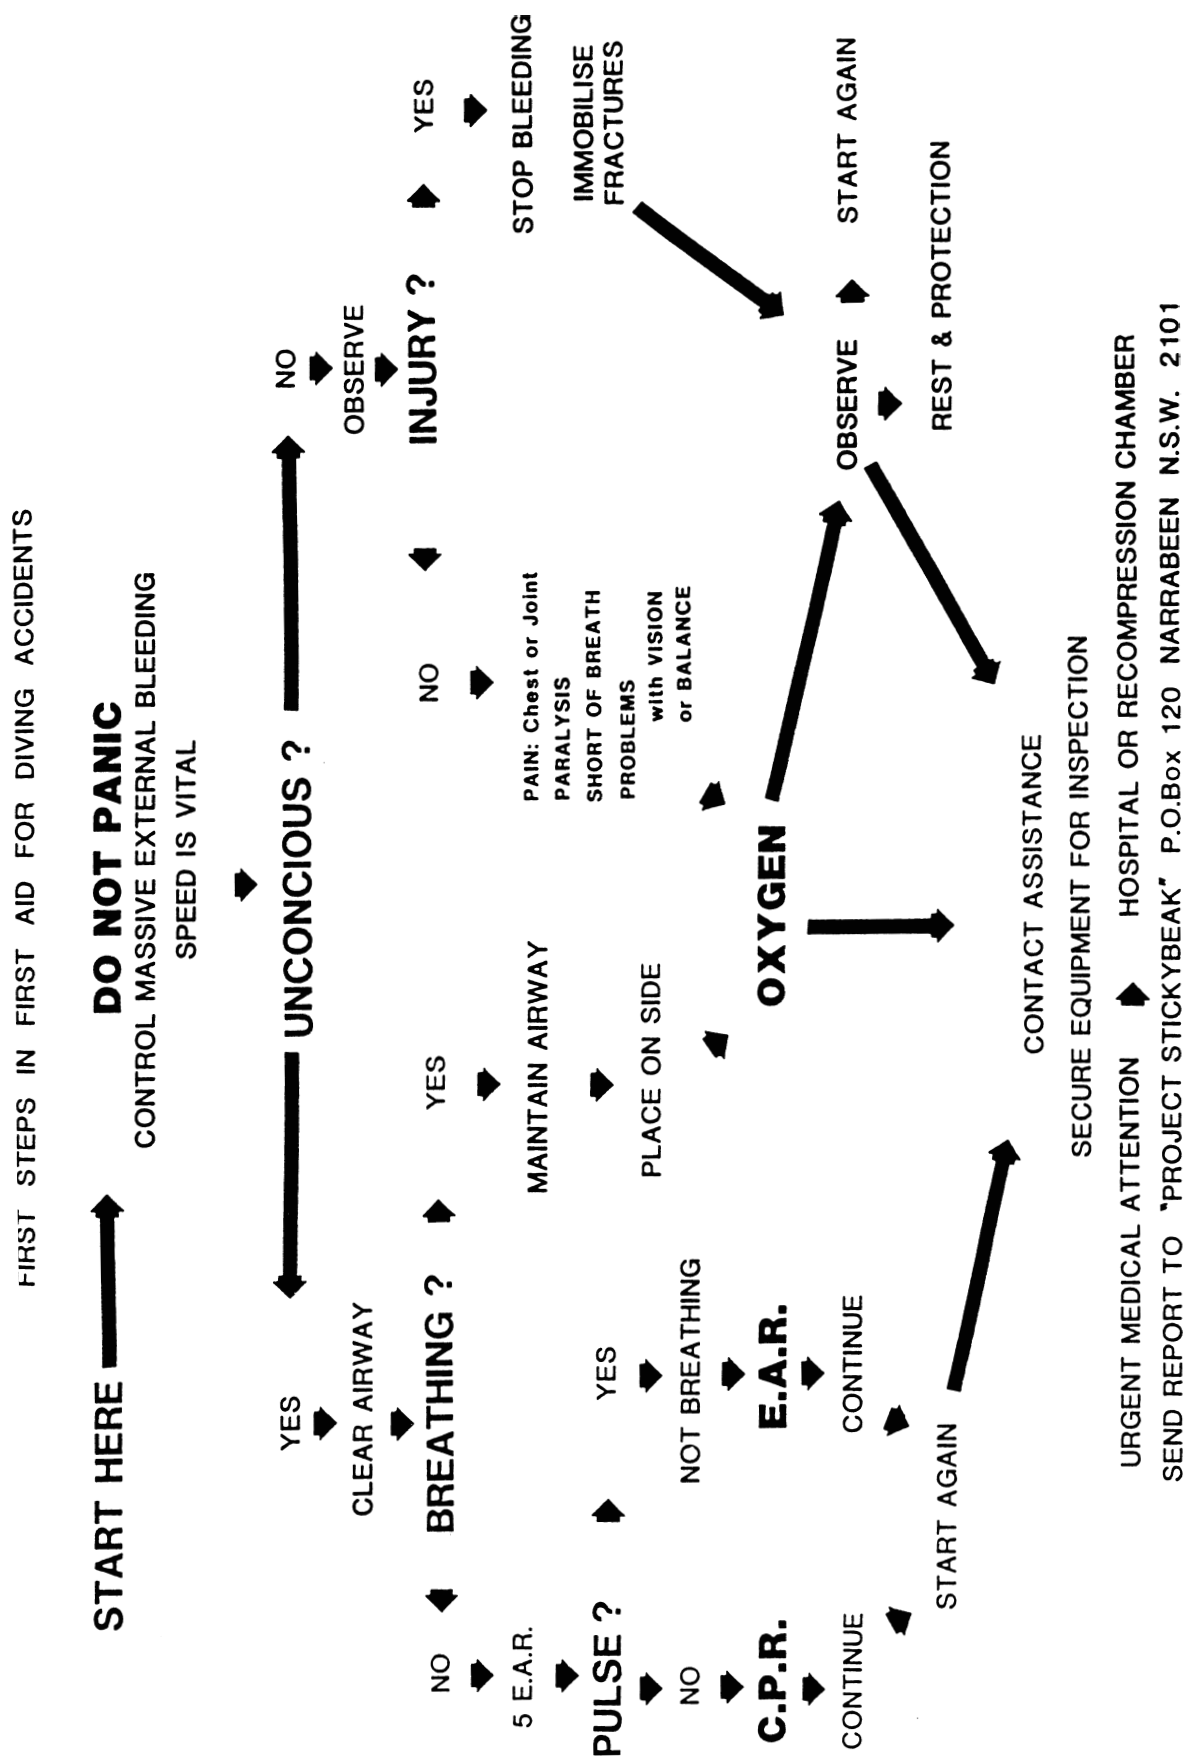 FIRST STEPS IN FIRST AID FOR DIVING ACCIDENTS
START HERE
DO NOT PANIC
CONTROL MASSIVE EXTERNAL BLEEDING
SPEED IS VITAL
UNCONCIOUS ?
YES
CLEAR AIRWAY
BREATHING ?
NO
5 E.A.R.
PULSE ?
NO
C.P.R.
CONTINUE
YES
NOT BREATHING
E.A.R.
CONTINUE
START AGAIN
YES
MAINTAIN AIRWAY
PLACE ON SIDE
OXYGEN
NO
OBSERVE
INJURY ?
NO
PAIN: Chest or Joint
PARALYSIS
SHORT OF BREATH
PROBLEMS
with VISION
or BALANCE
YES
STOP BLEEDING
IMMOBILISE
FRACTURES
OBSERVE
START AGAIN
REST & PROTECTION
CONTACT ASSISTANCE
SECURE EQUIPMENT FOR INSPECTION
URGENT MEDICAL ATTENTION HOSPITAL OR RECOMPRESSION CHAMBER
SEND REPORT TO "PROJECT STICKYBEAK" P.O.Box 120 NARRABEEN N.S.W. 2101